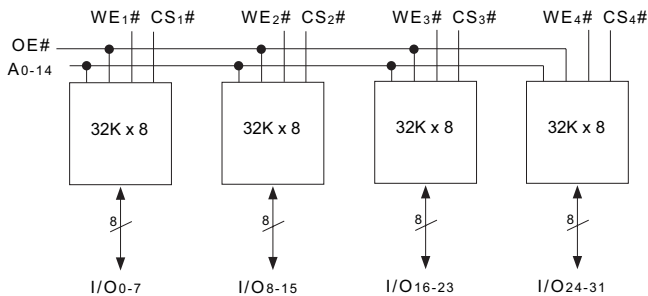 WE1# CS1# WE2# CS2# WE3# CS3# WE4# CS4#
OE#
A0-14
32K x 8 32K x 8 32K x 8 32K x 8
8 8 8 8
I/O0-7 I/O8-15 I/O16-23 I/O24-31